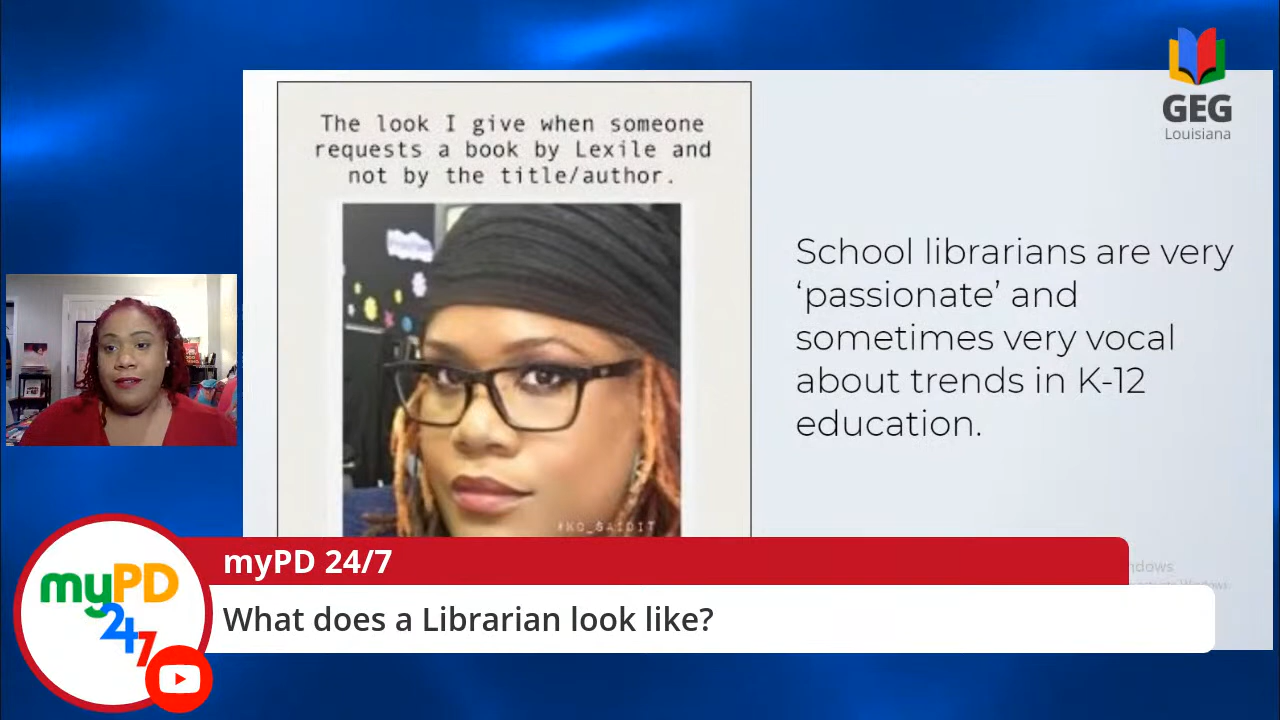 GEG
Louisiana
The look I give when someone
requests a book by Lexile and
not by the title/author.
#KC_SAIDIT
School librarians are very
‘passionate’ and
sometimes very vocal
about trends in K-12
education.
myPD 24/7
What does a Librarian look like?
myPD
24/7